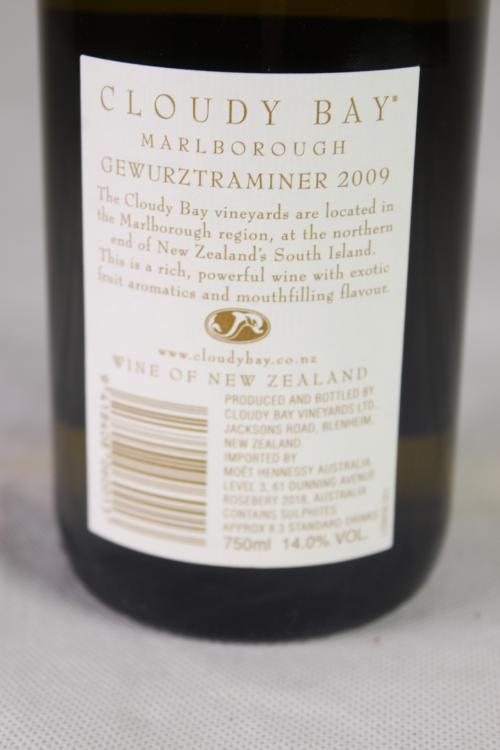 CLOUDY BAY®
MARLBOROUGH
GEWURZTRAMINER 2009
The Cloudy Bay vineyards are located in
the Marlborough region, at the northern
end of New Zealand's South Island.
This is a rich, powerful wine with exotic
fruit aromatics and mouthfilling flavour.
www.cloudybay.co.nz
WINE OF NEW ZEALAND
PRODUCED AND BOTTLED BY
CLOUDY BAY VINEYARDS LTD.,
JACKSONS ROAD, BLENHEIM,
NEW ZEALAND
IMPORTED BY
MOËT HENNESSY AUSTRALIA,
LEVEL 3, 61 DUNNING AVENUE
ROSEBERY 2018, AUSTRALIA
CONTAINS SULPHITES
APPROX 8.3 STANDARD DRINKS
750ml 14.0% VOL.